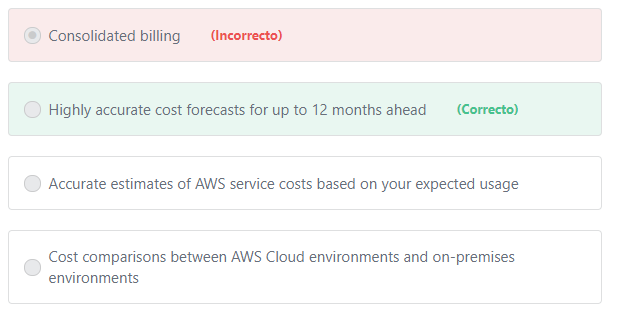 Consolidated billing (Incorrecto)
Highly accurate cost forecasts for up to 12 months ahead (Correcto)
Accurate estimates of AWS service costs based on your expected usage
Cost comparisons between AWS Cloud environments and on-premises
environments